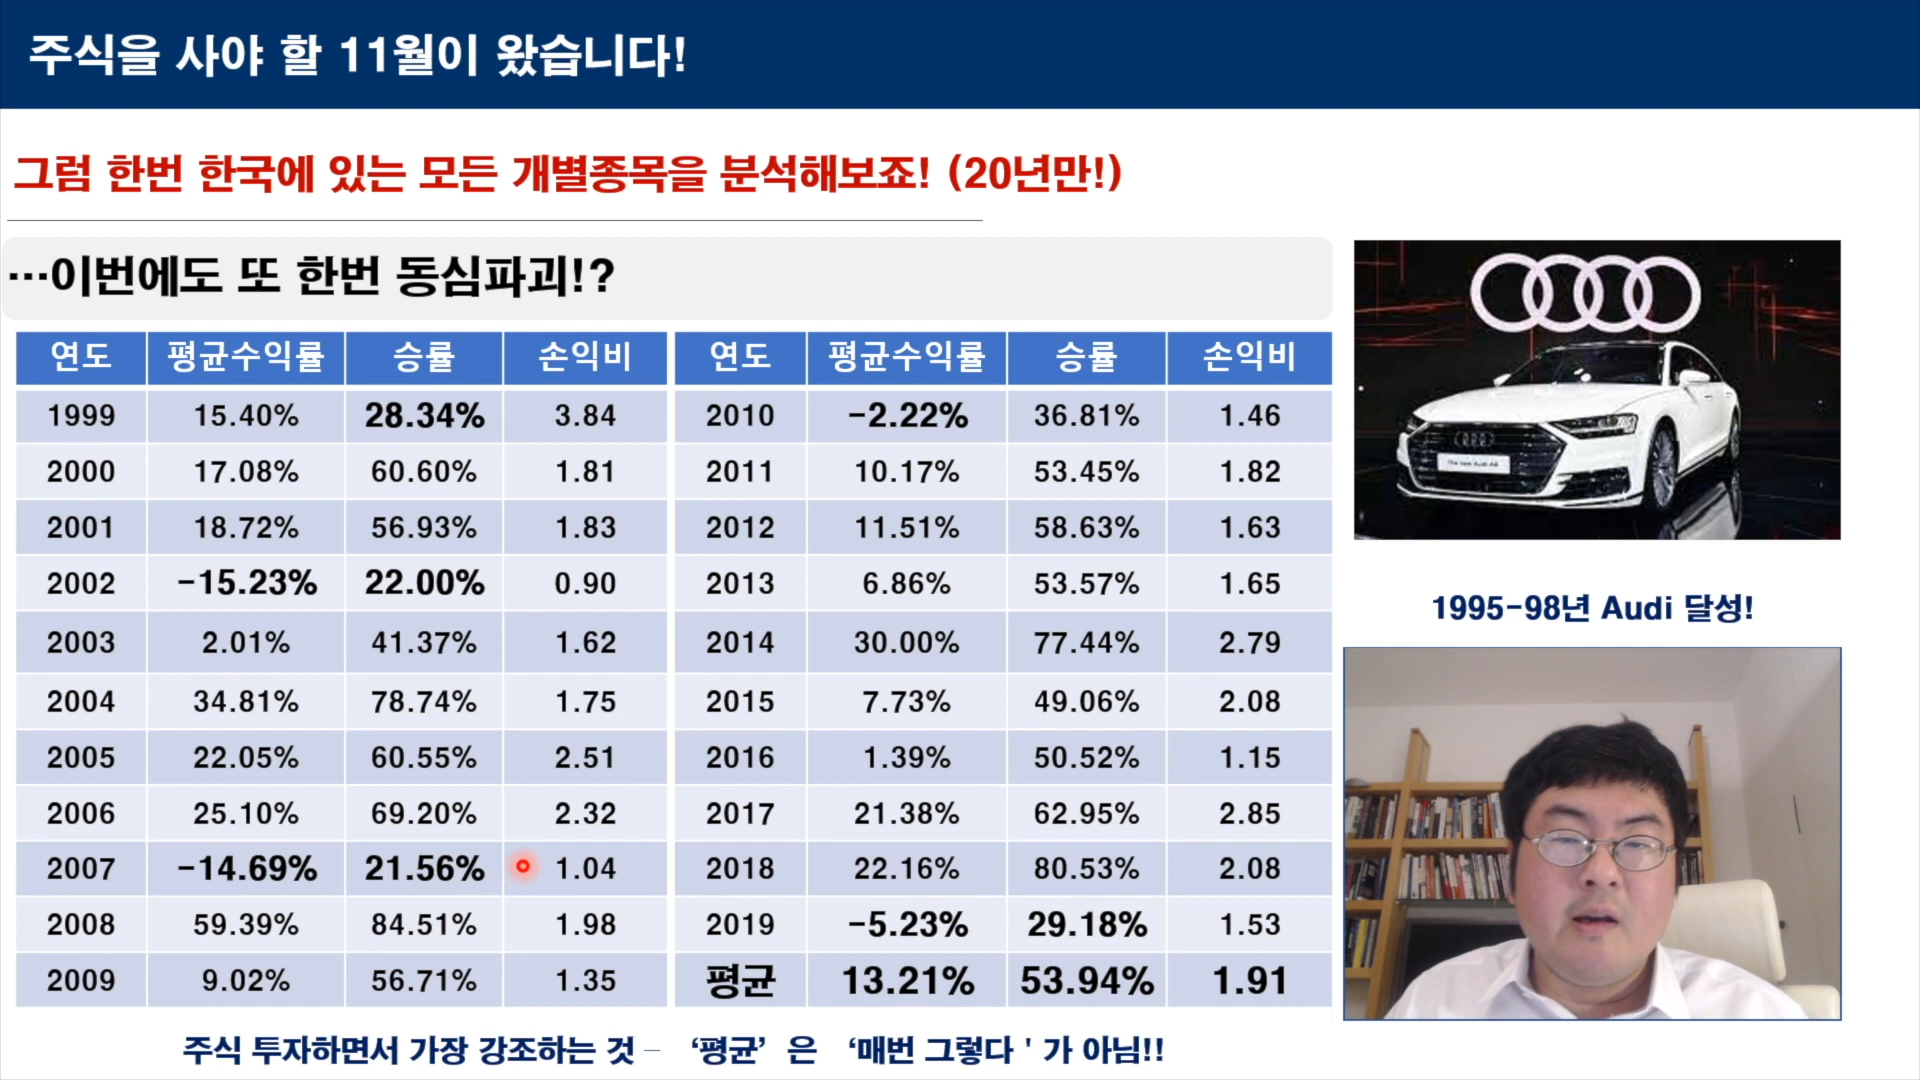 주식을 사야 할 11월이 왔습니다!
그럼 한번 한국에 있는 모든 개별종목을 분석해보죠! (20년만!)
…이번에도 또 한번 동심파괴!?
연도 평균수익률 승률 손익비 연도 평균수익률 승률 손익비
1999 15.40% 28.34% 3.84 2010 -2.22% 36.81% 1.46
2000 17.08% 60.60% 1.81 2011 10.17% 53.45% 1.82
2001 18.72% 56.93% 1.83 2012 11.51% 58.63% 1.63
2002 -15.23% 22.00% 0.90 2013 6.86% 53.57% 1.65
2003 2.01% 41.37% 1.62 2014 30.00% 77.44% 2.79
2004 34.81% 78.74% 1.75 2015 7.73% 49.06% 2.08
2005 22.05% 60.55% 2.51 2016 1.39% 50.52% 1.15
2006 25.10% 69.20% 2.32 2017 21.38% 62.95% 2.85
2007 -14.69% 21.56% 1.04 2018 22.16% 80.53% 2.08
2008 59.39% 84.51% 1.98 2019 -5.23% 29.18% 1.53
2009 9.02% 56.71% 1.35 평균 13.21% 53.94% 1.91
The new Audi A8
1995-98년 Audi 달성!
주식 투자하면서 가장 강조하는 것 – ‘평균’ 은 ‘매번 그렇다 ' 가 아님!!